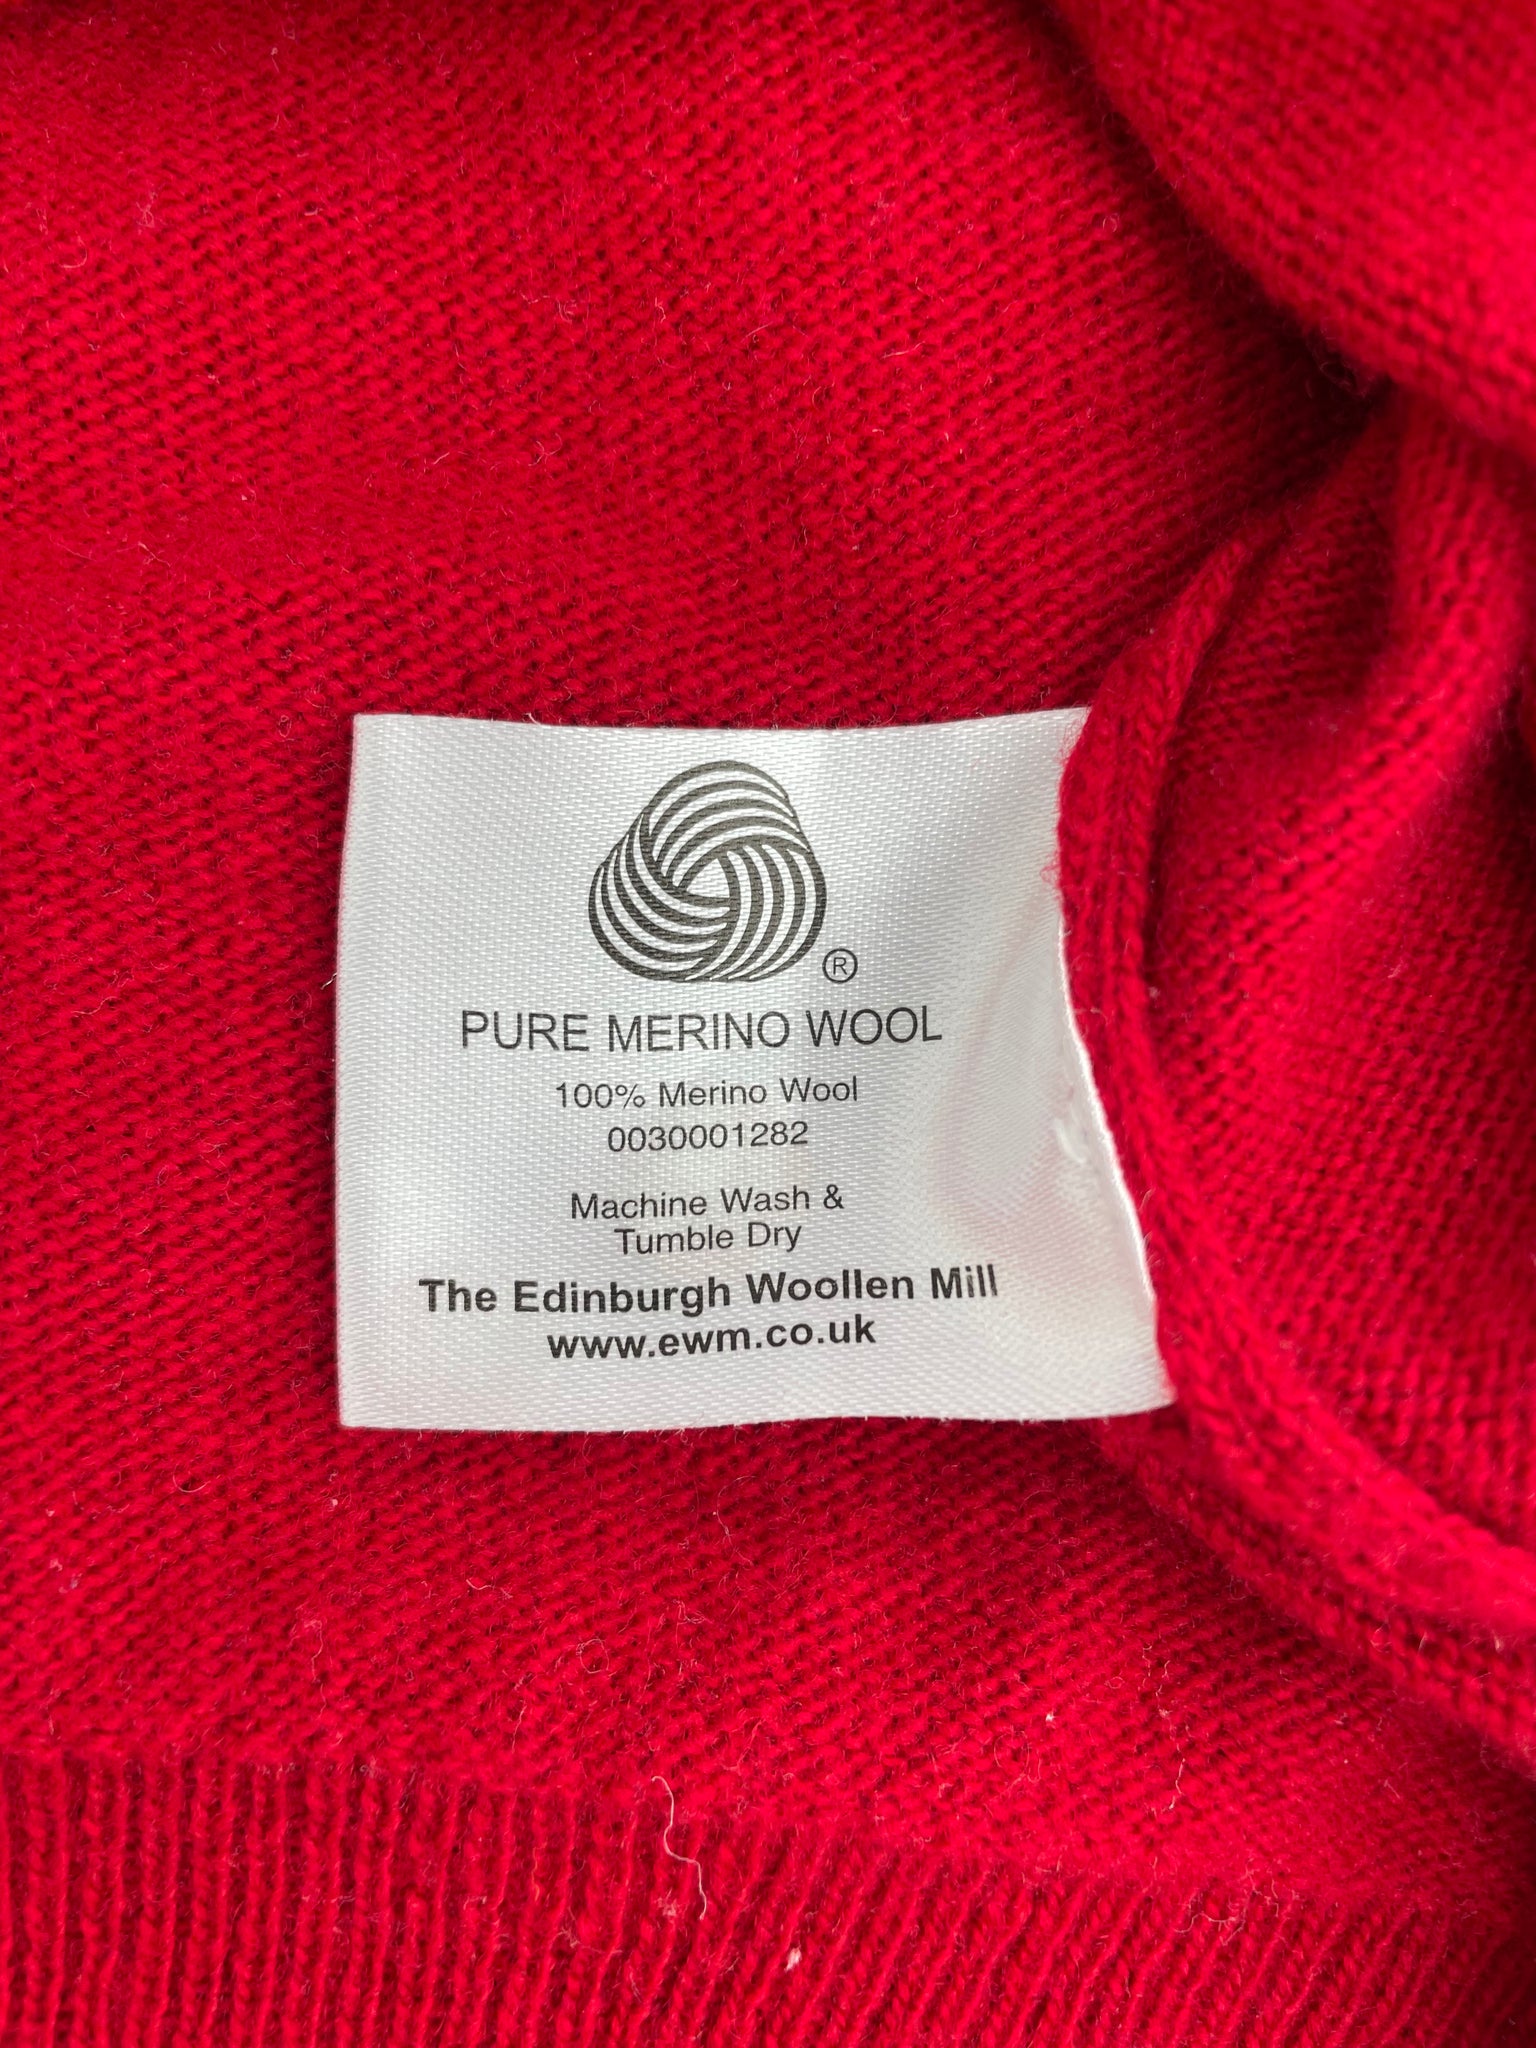 ®
PURE MERINO WOOL
100% Merino Wool
0030001282
Machine Wash &
Tumble Dry
The Edinburgh Woollen Mill
www.ewm.co.uk